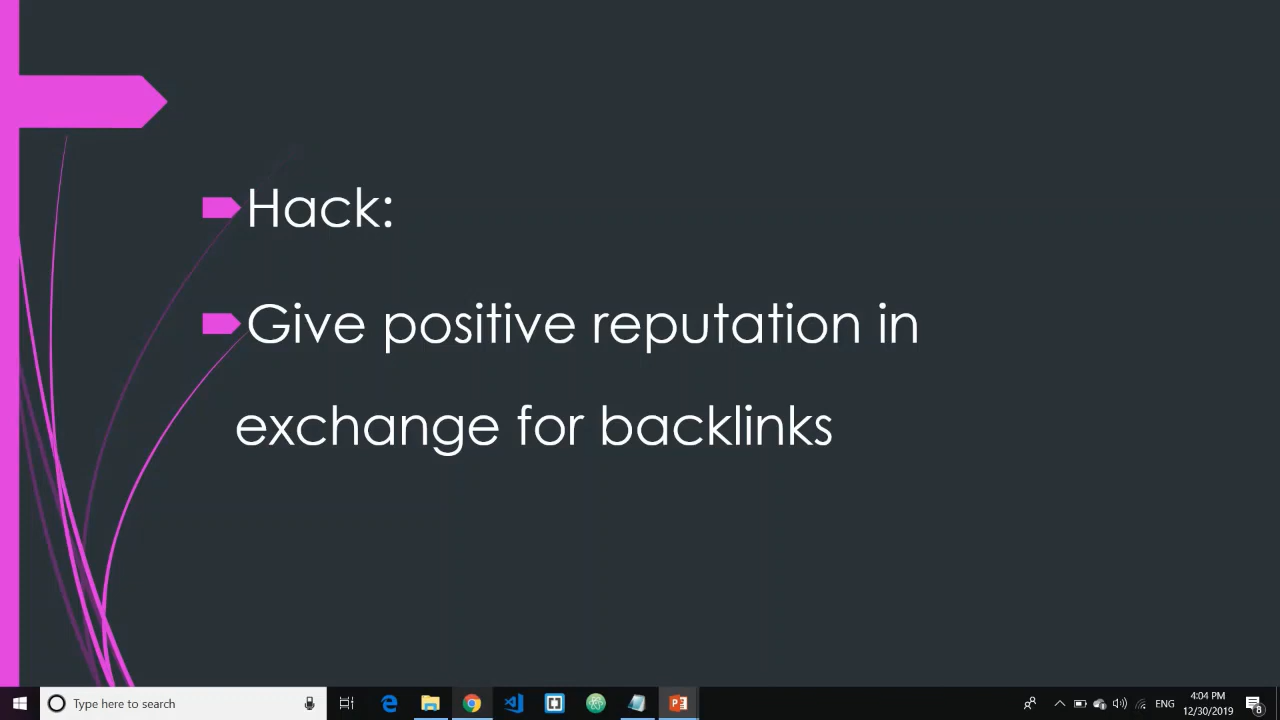 Hack:
Give positive reputation in
exchange for backlinks
Type here to search
4:04 PM
ENG
12/30/2019
8